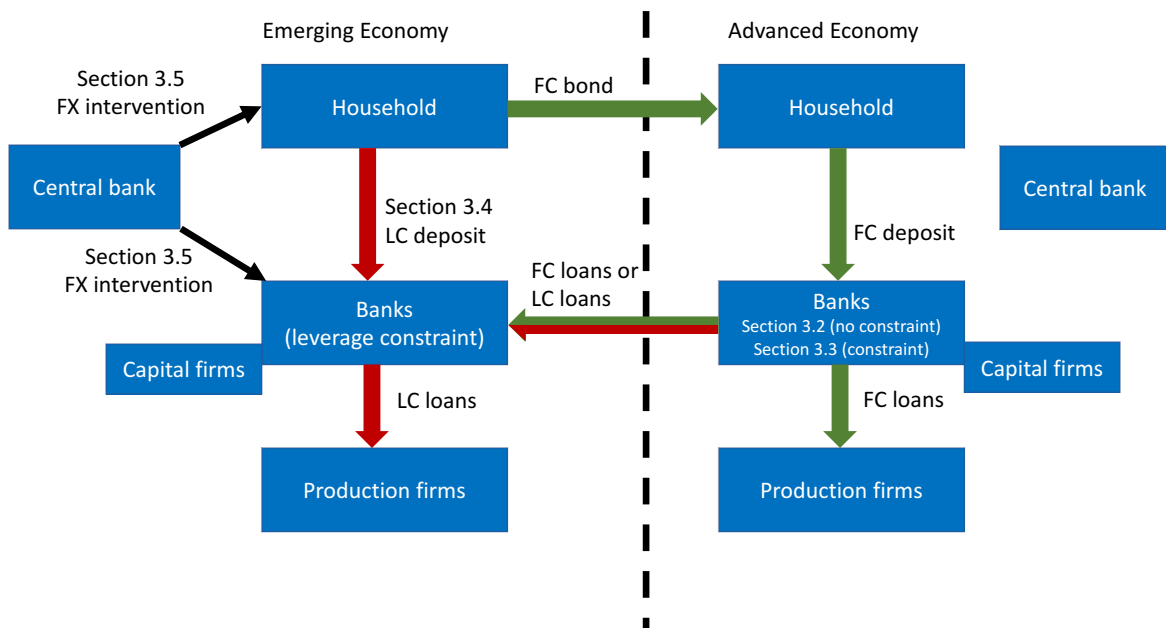 Emerging Economy
Advanced Economy
Section 3.5
FX intervention
Household
FC bond
Household
Central bank
Central bank
Section 3.4
LC deposit
FC deposit
Section 3.5
FX intervention
FC loans or
LC loans
Banks
(leverage constraint)
Banks
Section 3.2 (no constraint)
Section 3.3 (constraint)
Capital firms
Capital firms
LC loans
FC loans
Production firms
Production firms